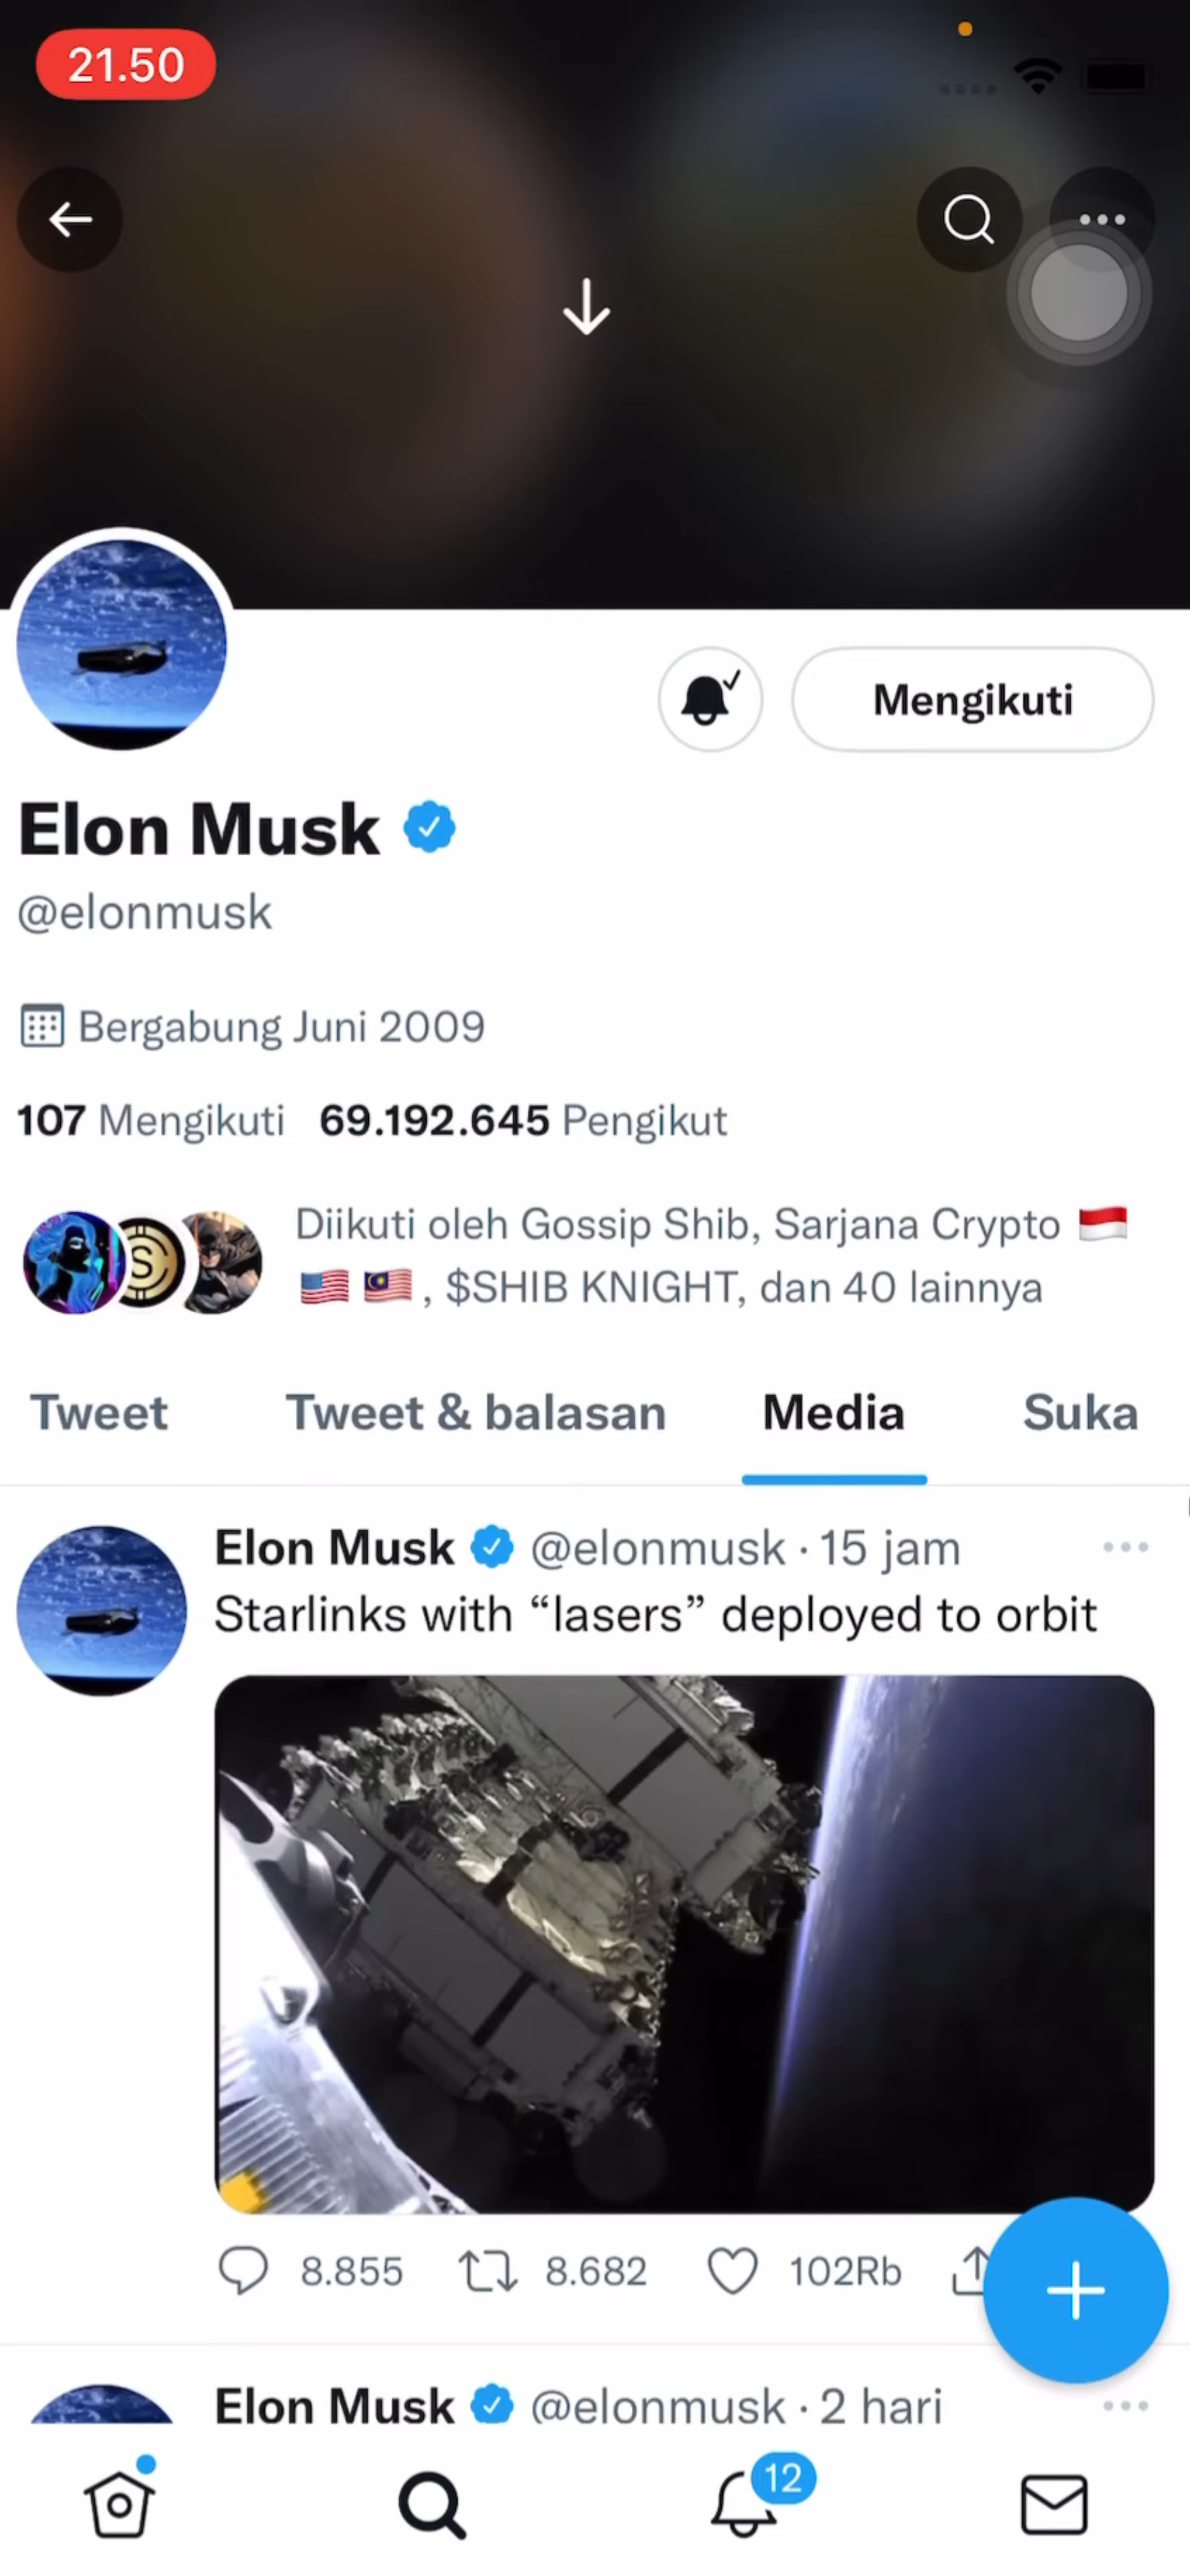 21.50
Mengikuti
Elon Musk
@elonmusk
Bergabung Juni 2009
107 Mengikuti 69.192.645 Pengikut
Diikuti oleh Gossip Shib, Sarjana Crypto 🇮🇩
🇺🇸 🇲🇾 , $SHIB KNIGHT, dan 40 lainnya
Tweet Tweet & balasan Media Suka
Elon Musk @elonmusk · 15 jam
Starlinks with “lasers” deployed to orbit
8.855 8.682 102Rb
Elon Musk @elonmusk · 2 hari
12